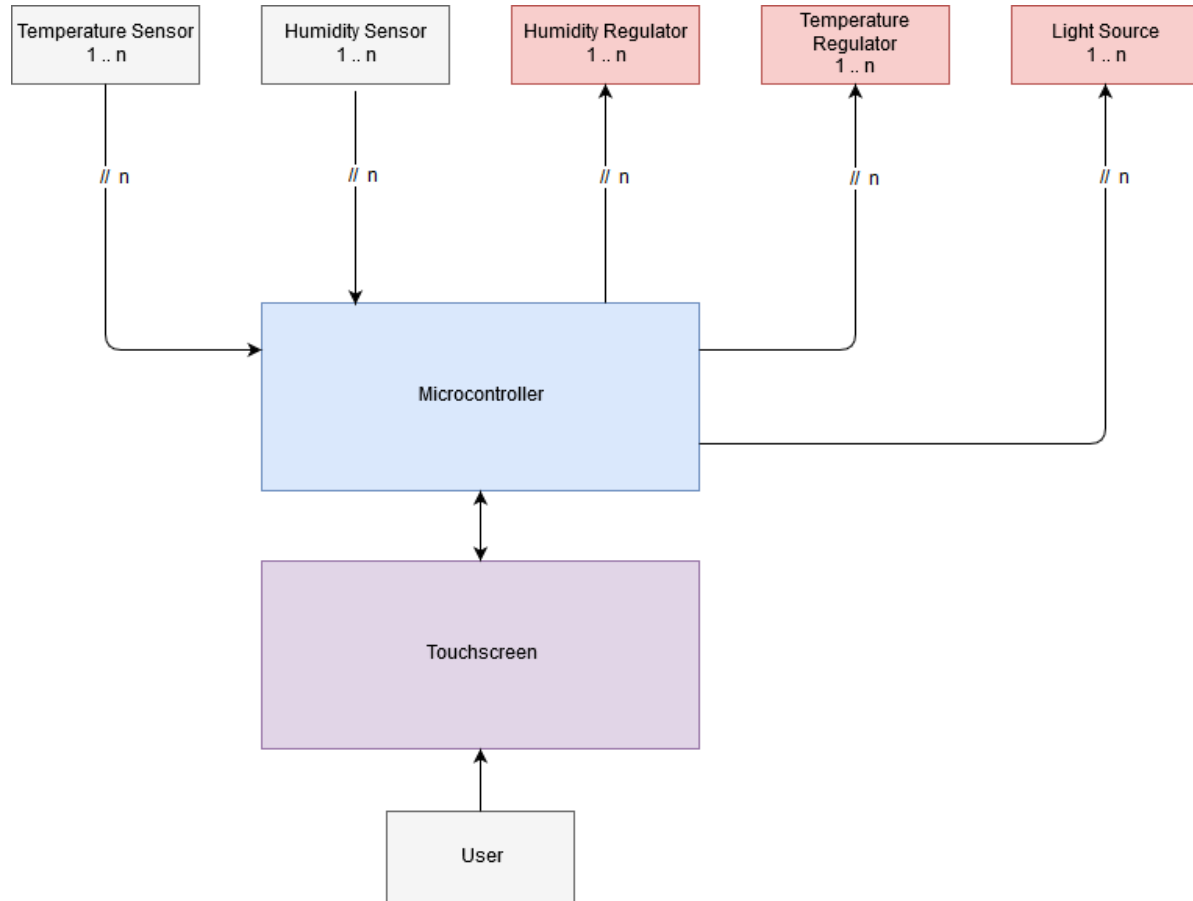 Temperature Sensor
1 .. n
Humidity Sensor
1 .. n
Humidity Regulator
1 .. n
Temperature
Regulator
1 .. n
Light Source
1 .. n
// n
// n
// n
// n
// n
Microcontroller
Touchscreen
User